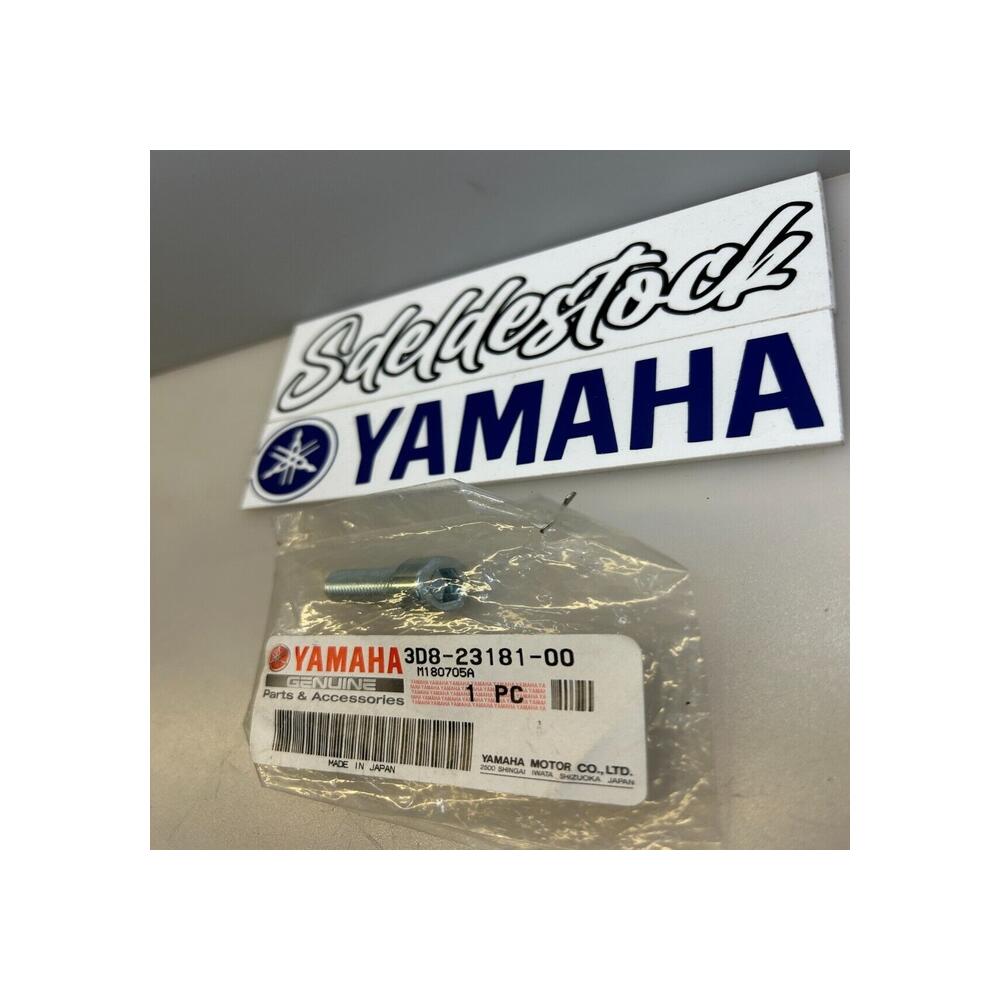 Sdeldestock
YAMAHA
YAMAHA 3D8-23181-00
GENUINE M180705A
Parts & Accessories 1 PC
MADE IN JAPAN
YAMAHA MOTOR CO.,LTD.
2500 SHINGAI IWATA SHIZUOKA JAPAN